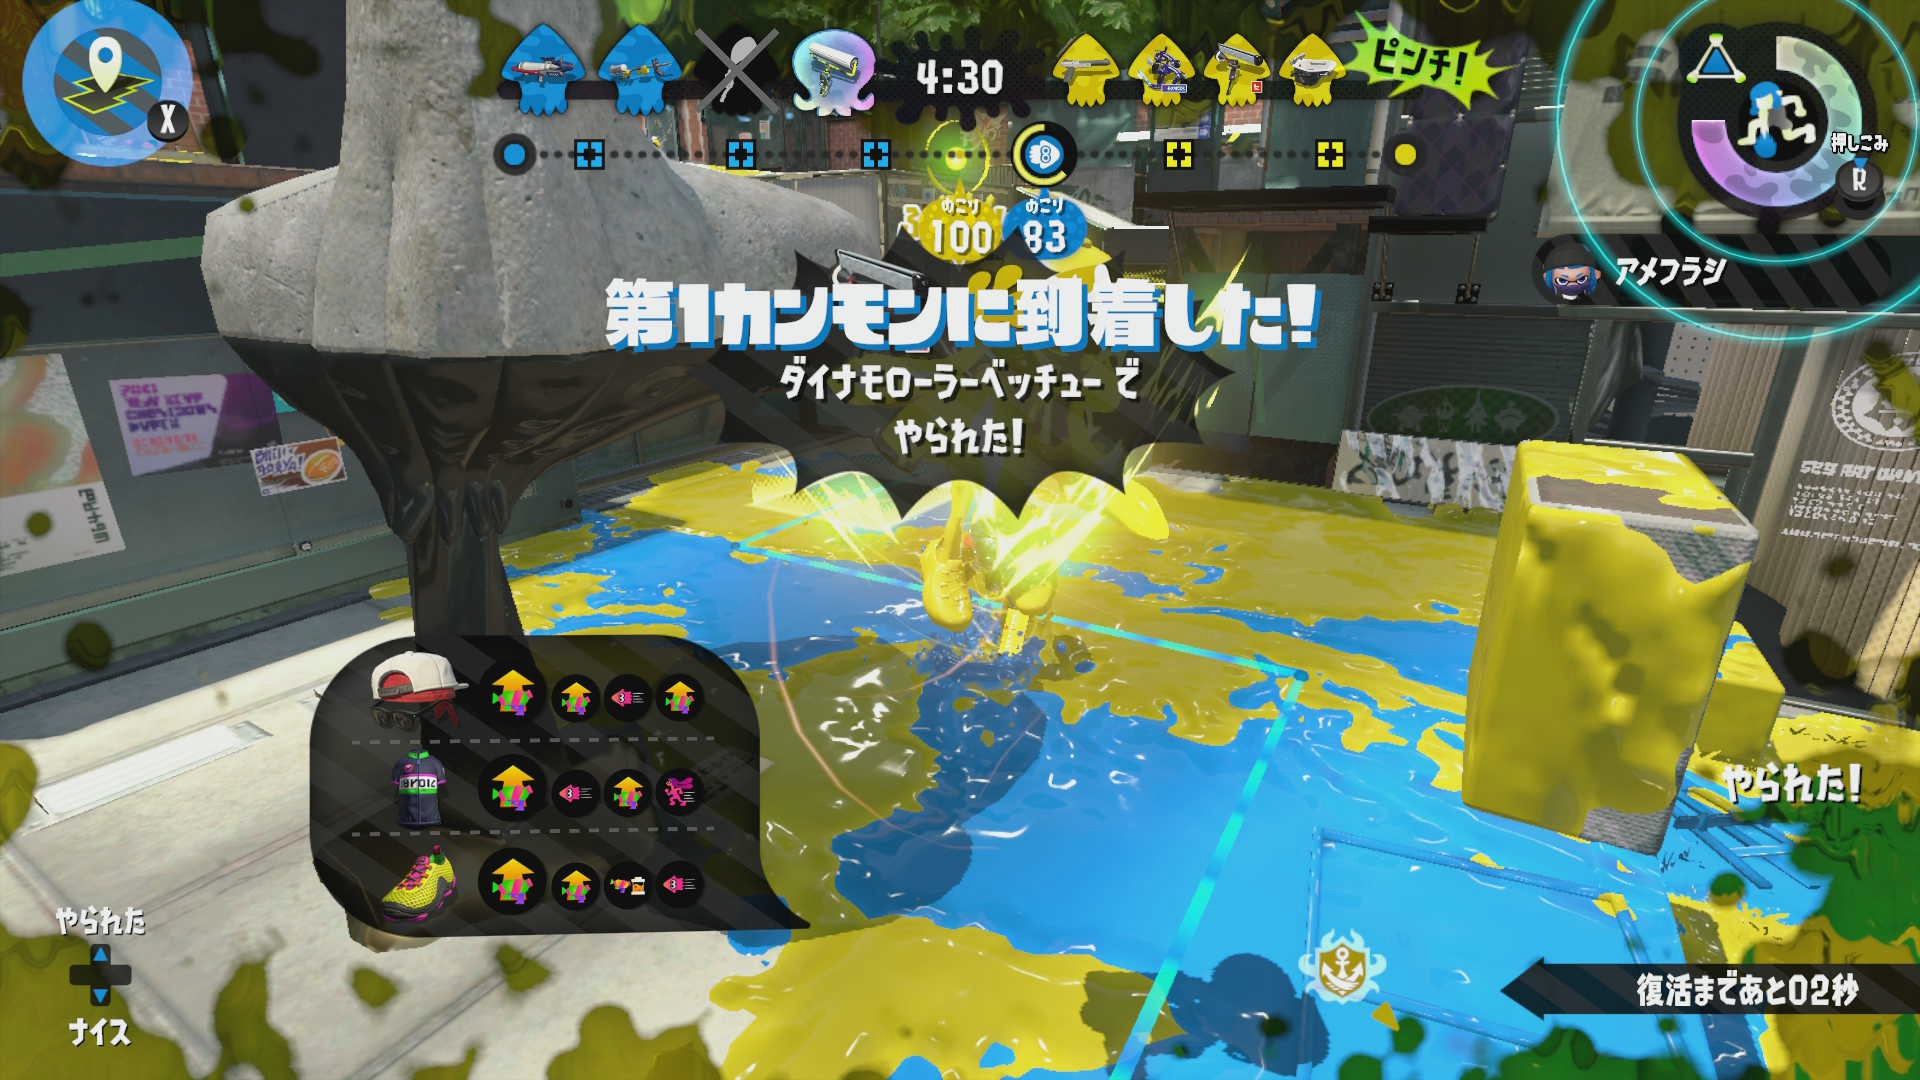 X
4:30
ピンチ!
押しこみ
R
のこり
100
のこり
83
アメフラシ
第1カンモンに到着した!
ダイナモローラーベッチュー で
やられた!
やられた!
やられた
ナイス
復活まであと02秒